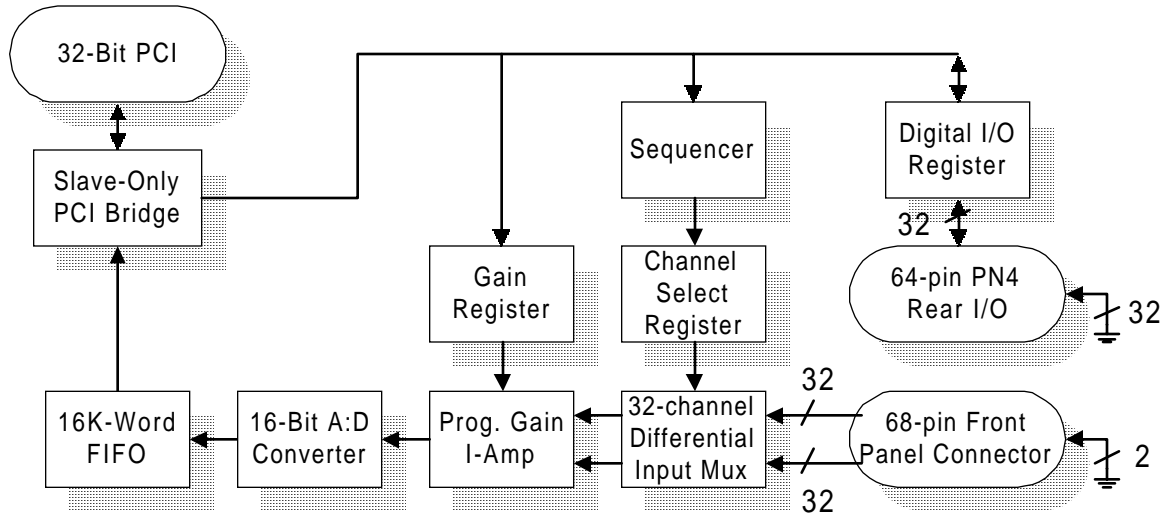 32-Bit PCI
Slave-Only
PCI Bridge
Sequencer
Digital I/O
Register
32
Gain
Register
Channel
Select
Register
64-pin PN4
Rear I/O
32
16K-Word
FIFO
16-Bit A:D
Converter
Prog. Gain
I-Amp
32-channel
Differential
Input Mux
32
32
68-pin Front
Panel Connector
2